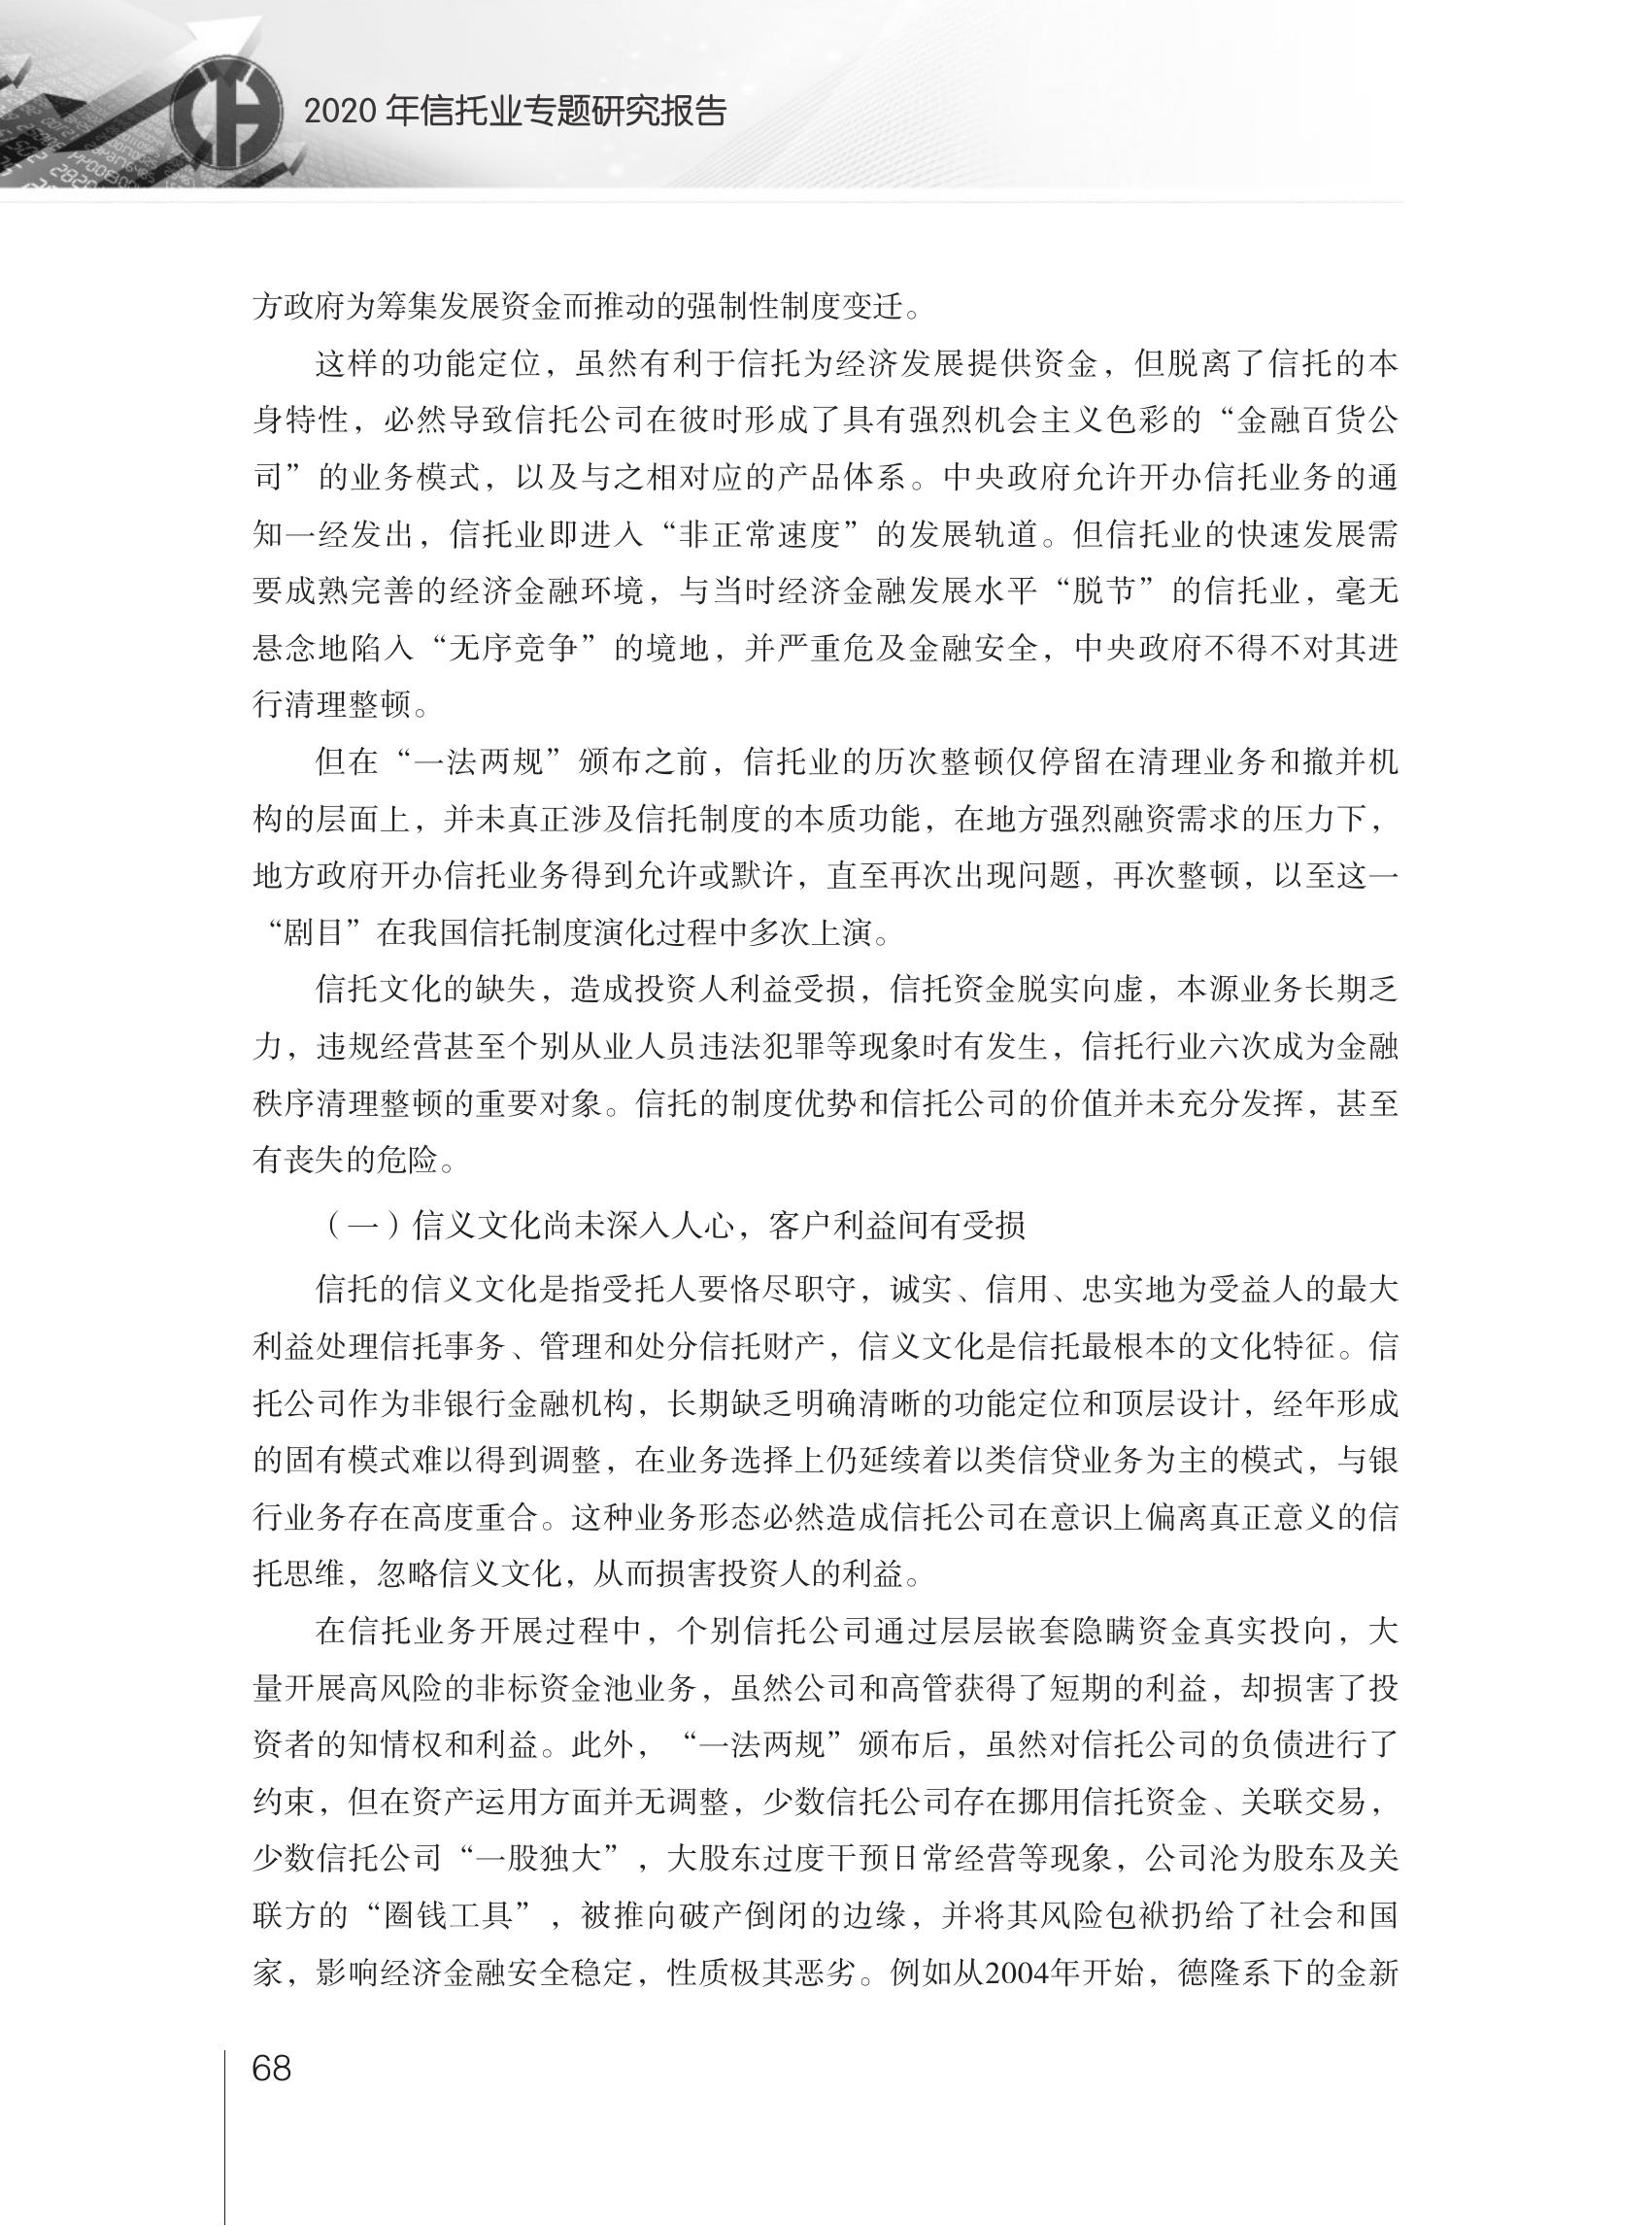 2020 年信托业专题研究报告
方政府为筹集发展资金而推动的强制性制度变迁。
这样的功能定位，虽然有利于信托为经济发展提供资金，但脱离了信托的本
身特性，必然导致信托公司在彼时形成了具有强烈机会主义色彩的“金融百货公
司”的业务模式，以及与之相对应的产品体系。中央政府允许开办信托业务的通
知一经发出，信托业即进入“非正常速度”的发展轨道。但信托业的快速发展需
要成熟完善的经济金融环境，与当时经济金融发展水平“脱节”的信托业，毫无
悬念地陷入“无序竞争”的境地，并严重危及金融安全，中央政府不得不对其进
行清理整顿。
但在“一法两规”颁布之前，信托业的历次整顿仅停留在清理业务和撤并机
构的层面上，并未真正涉及信托制度的本质功能，在地方强烈融资需求的压力下，
地方政府开办信托业务得到允许或默许，直至再次出现问题，再次整顿，以至这一
“剧目”在我国信托制度演化过程中多次上演。
信托文化的缺失，造成投资人利益受损，信托资金脱实向虚，本源业务长期乏
力，违规经营甚至个别从业人员违法犯罪等现象时有发生，信托行业六次成为金融
秩序清理整顿的重要对象。信托的制度优势和信托公司的价值并未充分发挥，甚至
有丧失的危险。
（一）信义文化尚未深入人心，客户利益间有受损
信托的信义文化是指受托人要恪尽职守，诚实、信用、忠实地为受益人的最大
利益处理信托事务、管理和处分信托财产，信义文化是信托最根本的文化特征。信
托公司作为非银行金融机构，长期缺乏明确清晰的功能定位和顶层设计，经年形成
的固有模式难以得到调整，在业务选择上仍延续着以类信贷业务为主的模式，与银
行业务存在高度重合。这种业务形态必然造成信托公司在意识上偏离真正意义的信
托思维，忽略信义文化，从而损害投资人的利益。
在信托业务开展过程中，个别信托公司通过层层嵌套隐瞒资金真实投向，大
量开展高风险的非标资金池业务，虽然公司和高管获得了短期的利益，却损害了投
资者的知情权和利益。此外，“一法两规”颁布后，虽然对信托公司的负债进行了
约束，但在资产运用方面并无调整，少数信托公司存在挪用信托资金、关联交易，
少数信托公司“一股独大”，大股东过度干预日常经营等现象，公司沦为股东及关
联方的“圈钱工具”，被推向破产倒闭的边缘，并将其风险包袱扔给了社会和国
家，影响经济金融安全稳定，性质极其恶劣。例如从2004年开始，德隆系下的金新
68